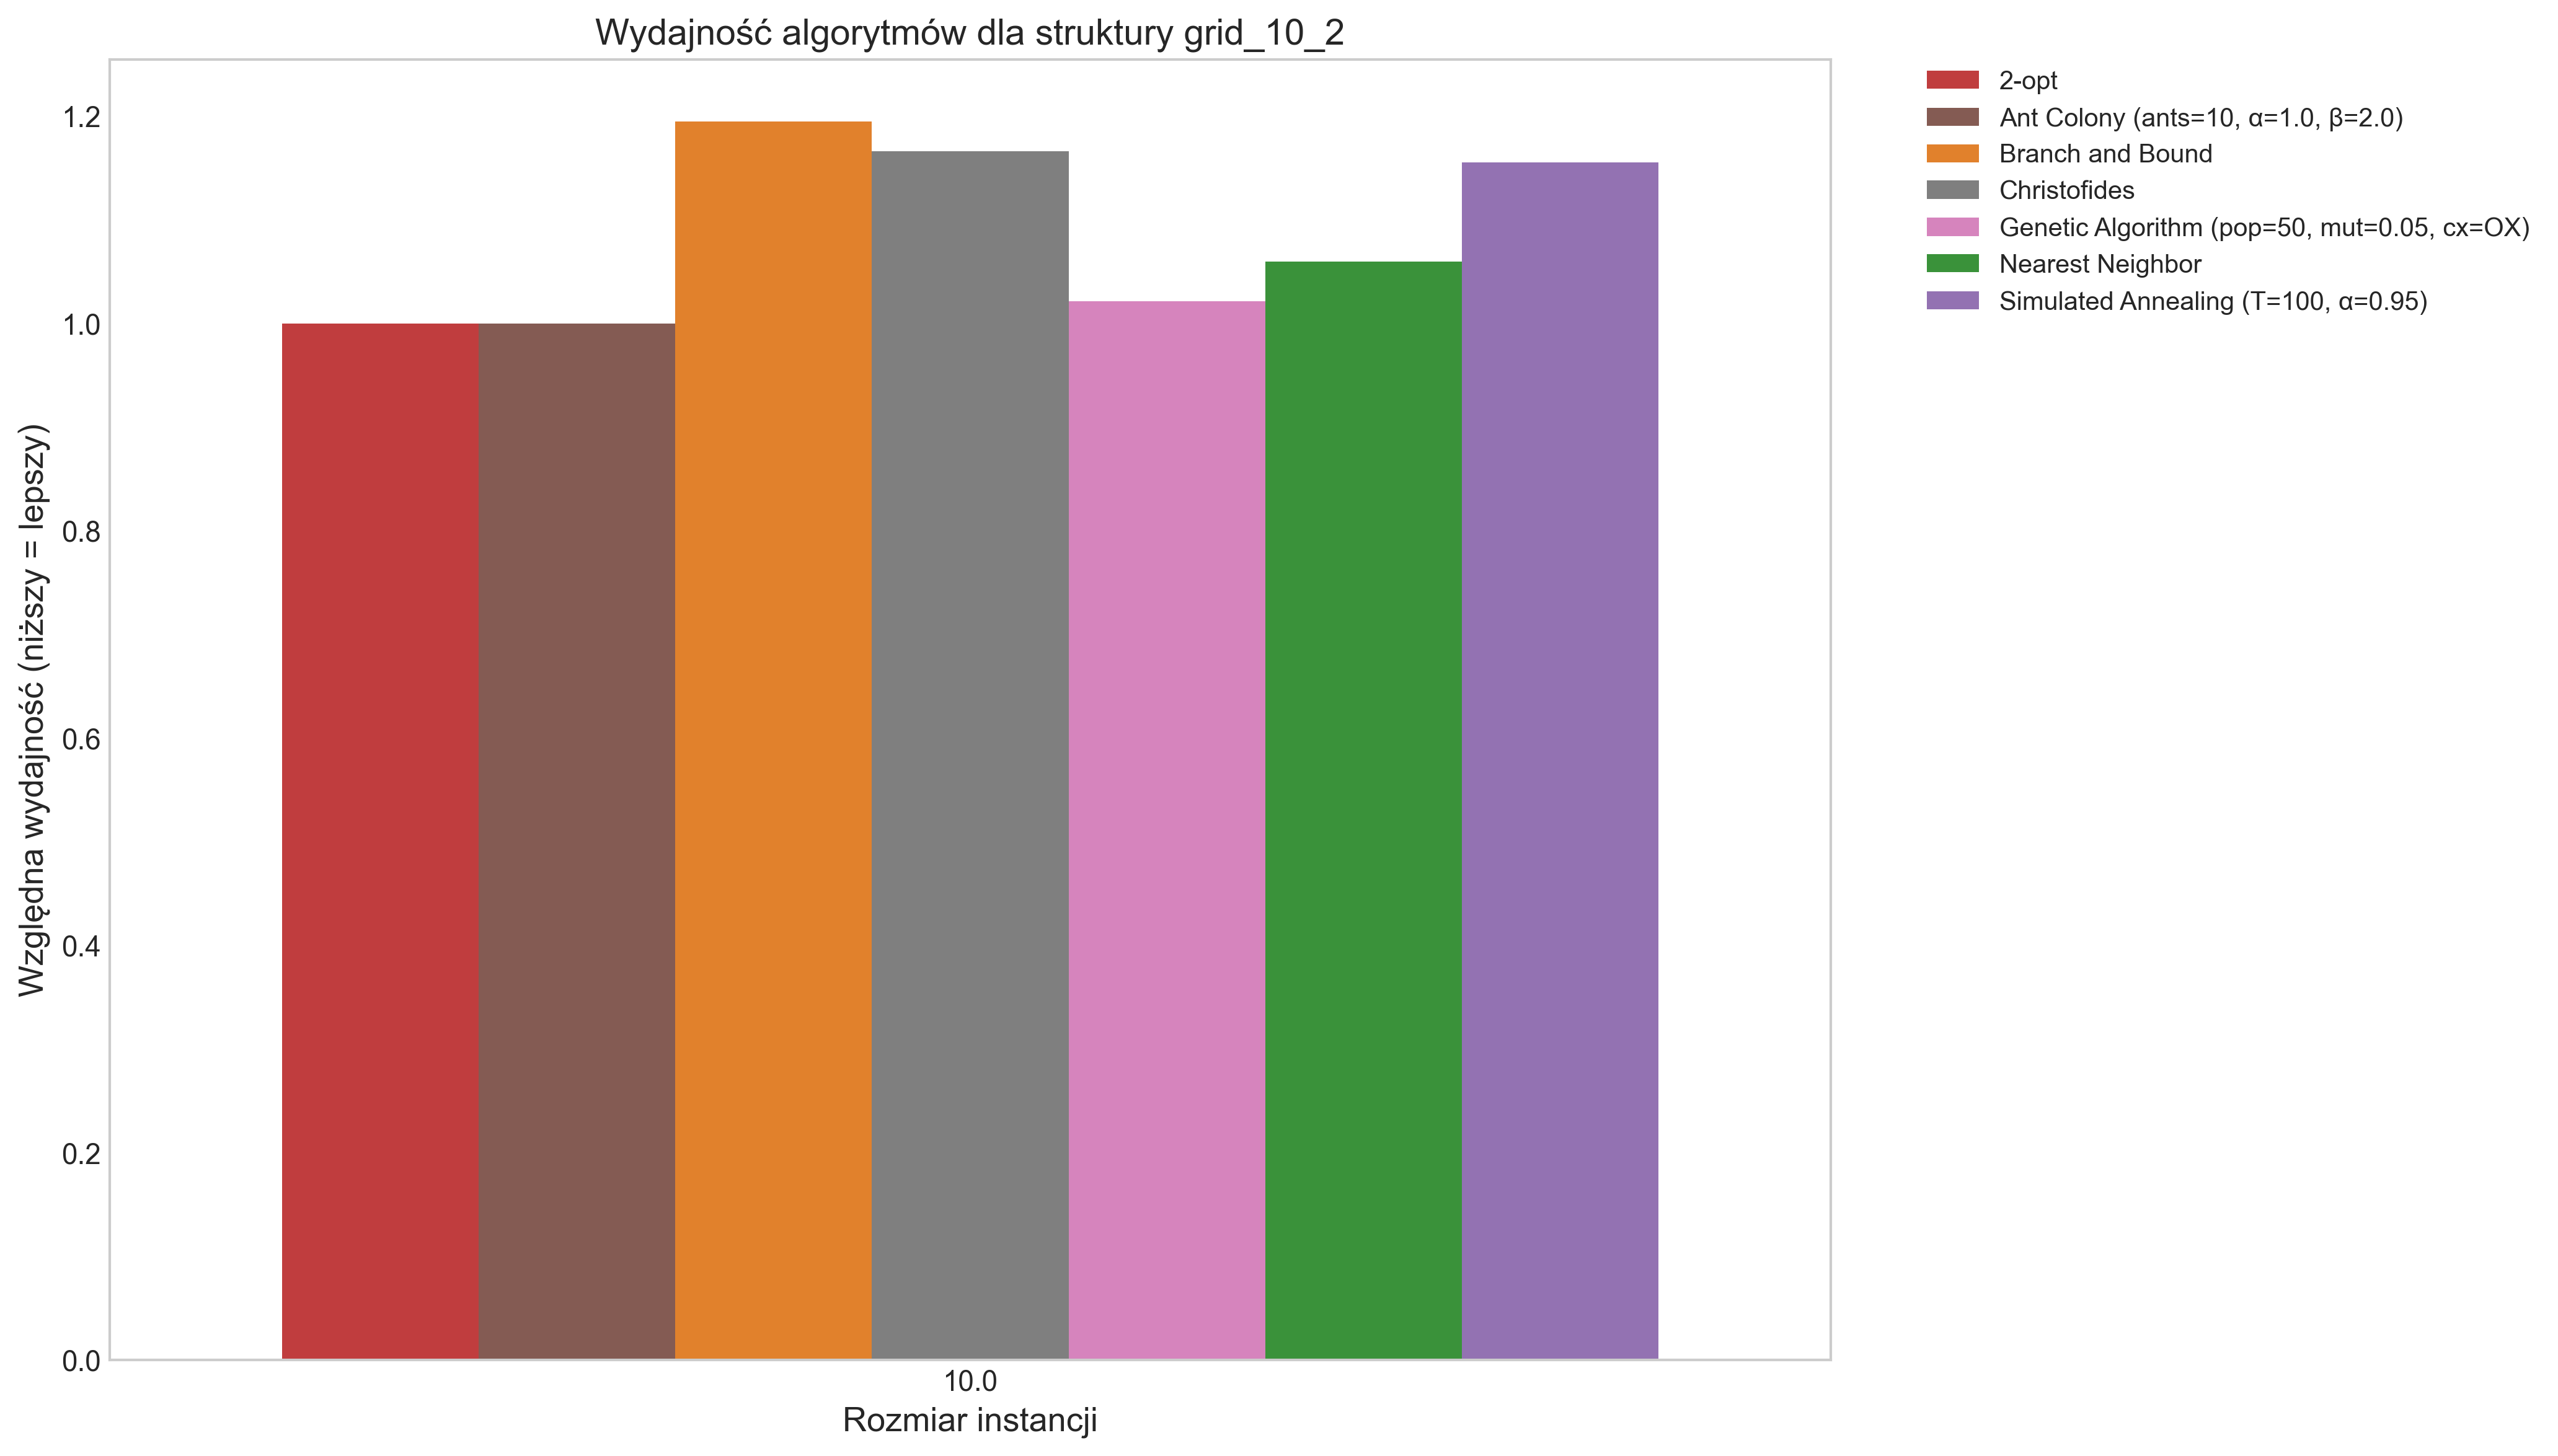 Wydajność algorytmów dla struktury grid_10_2
Względna wydajność (niższy = lepszy)
1.2
1.0
0.8
0.6
0.4
0.2
0.0
10.0
Rozmiar instancji
2-opt
Ant Colony (ants=10, α=1.0, β=2.0)
Branch and Bound
Christofides
Genetic Algorithm (pop=50, mut=0.05, cx=OX)
Nearest Neighbor
Simulated Annealing (T=100, α=0.95)